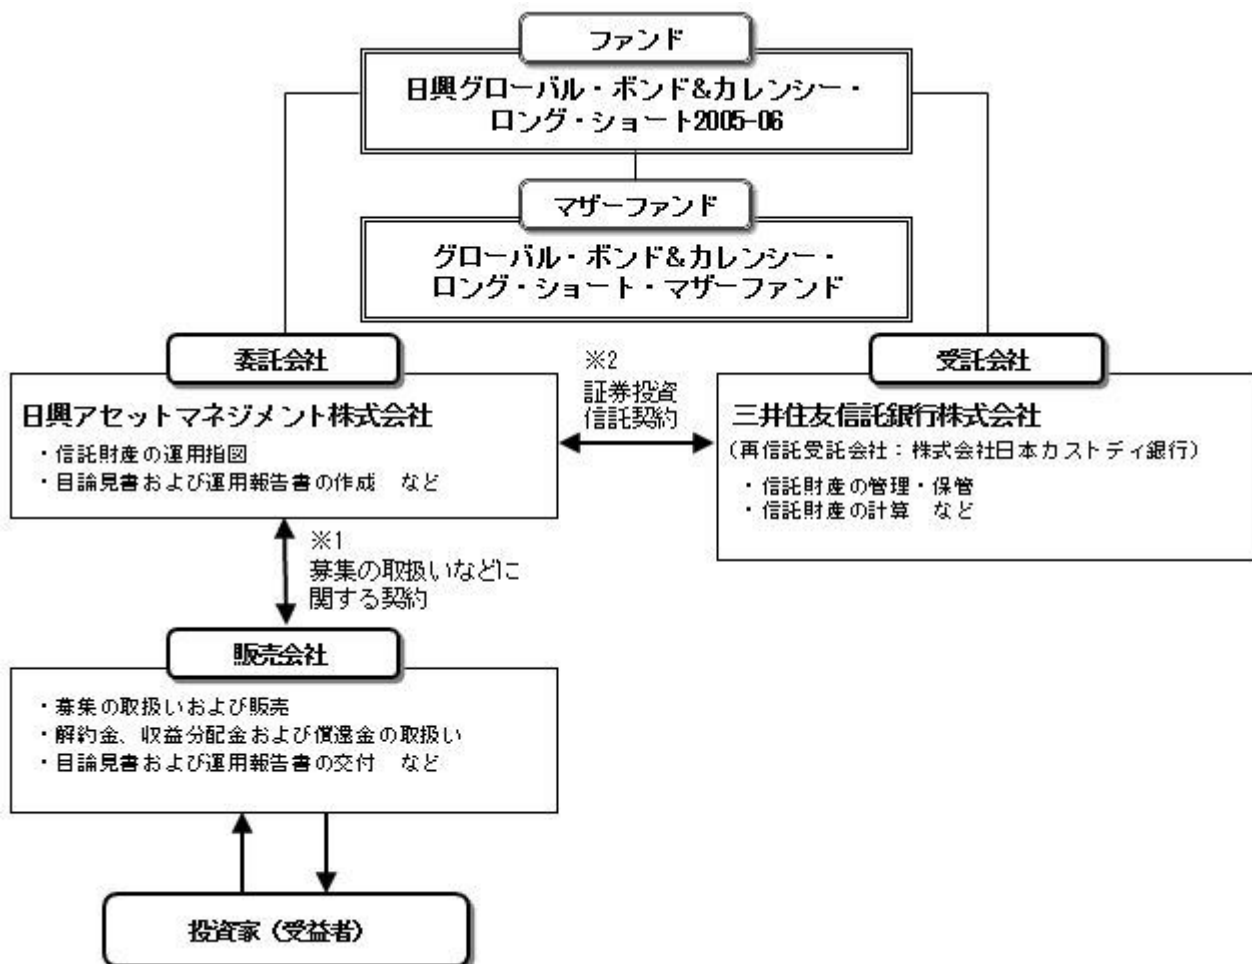 ファンド
日興グローバル・ボンド&カレンシー・
ロング・ショート2005-06
マザーファンド
グローバル・ボンド&カレンシー・
ロング・ショート・マザーファンド
委託会社
日興アセットマネジメント株式会社
・信託財産の運用指図
・目論見書および運用報告書の作成 など
※2
証券投資
信託契約
受託会社
三井住友信託銀行株式会社
(再信託受託会社:株式会社日本カストディ銀行)
・信託財産の管理・保管
・信託財産の計算 など
※1
募集の取扱いなどに
関する契約
販売会社
・募集の取扱いおよび販売
・解約金、収益分配金および償還金の取扱い
・目論見書および運用報告書の交付 など
投資家(受益者)